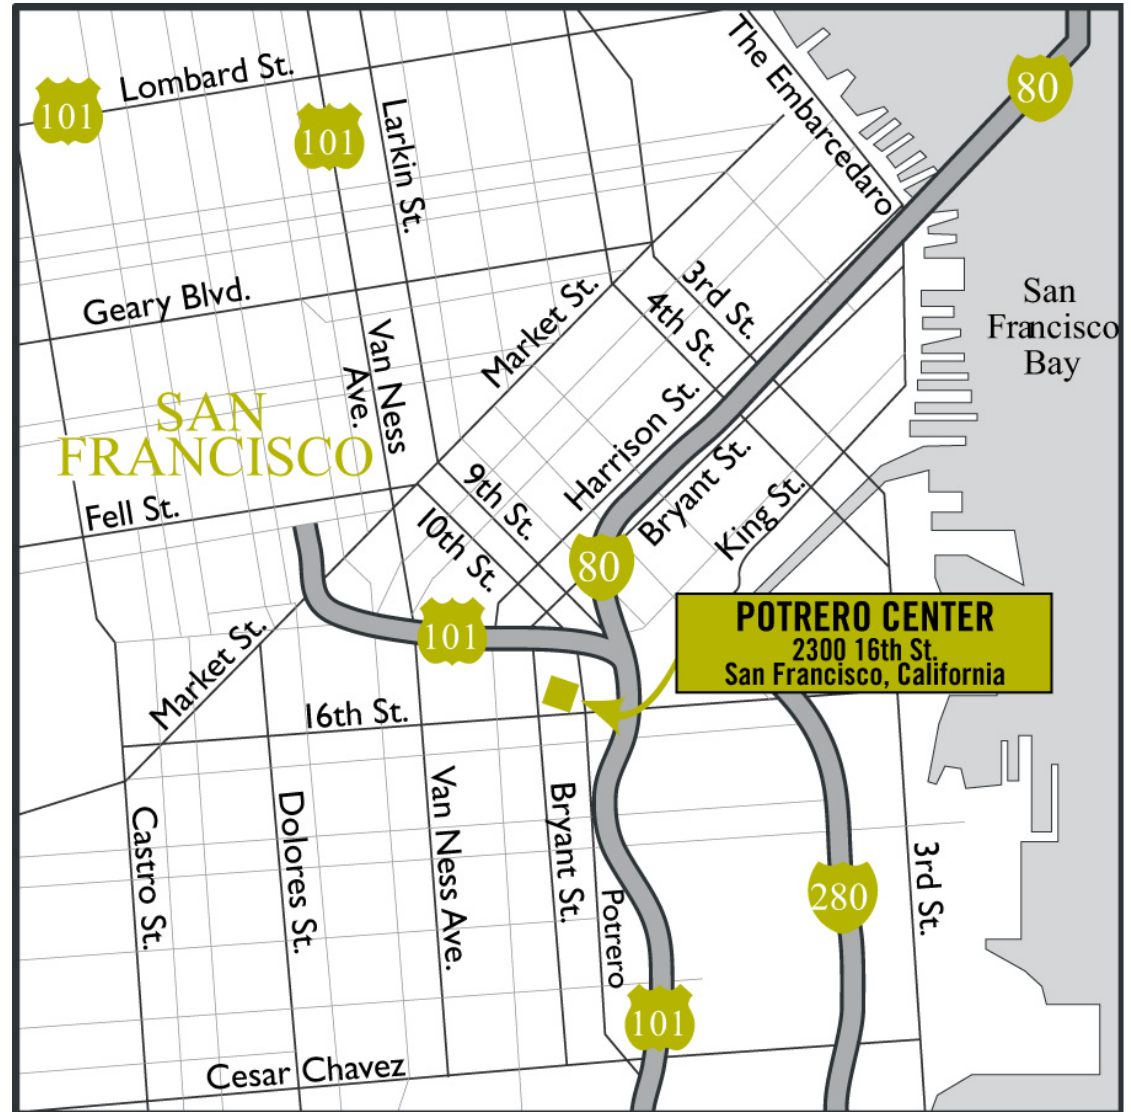 Lombard St.
101
101
Larkin St.
The Embarcedaro
80
Geary Blvd.
Van Ness
Ave.
Market St.
3rd St.
4th St.
San
Francisco
Bay
SAN
FRANCISCO
Fell St.
9th St.
10th St.
Harrison St.
Bryant St.
King St.
80
101
POTRERO CENTER
2300 16th St.
San Francisco, California
Market St.
16th St.
Castro St.
Dolores St.
Van Ness Ave.
Bryant St.
Potrero
280
3rd St.
101
Cesar Chavez